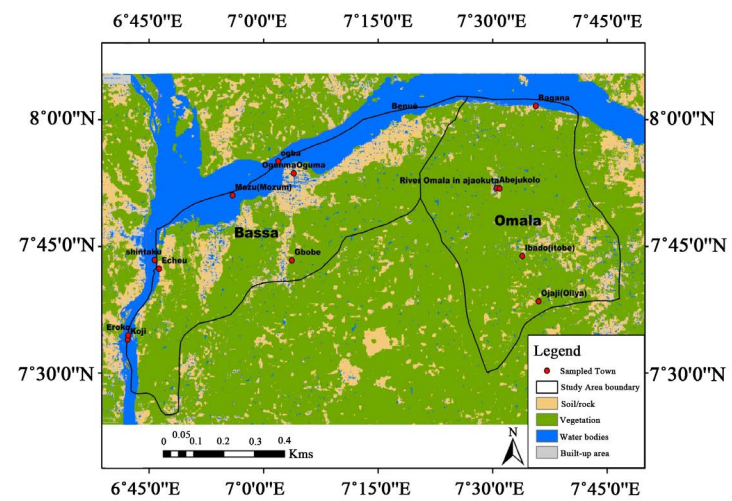 6°45'0"E 7°0'0"E 7°15'0"E 7°30'0"E 7°45'0"E
8°0'0"N 8°0'0"N
Bagana
Benue
ogba
OgunmaOguma
River Omala in ajaokuta Abejukolo
Mozu(Mozum)
Omala
Bassa
7°45'0"N 7°45'0"N
shintaku
Echeu
Gbobe
Ibado(itobe)
Ojaji(Oliya)
Eroko
Koji
7°30'0"N 7°30'0"N
Legend
Sampled Town
Study Area boundary
Soil/rock
Vegetation
Water bodies
Built-up area
N
0 0.05 0.1 0.2 0.3 0.4
Kms
6°45'0"E 7°0'0"E 7°15'0"E 7°30'0"E 7°45'0"E